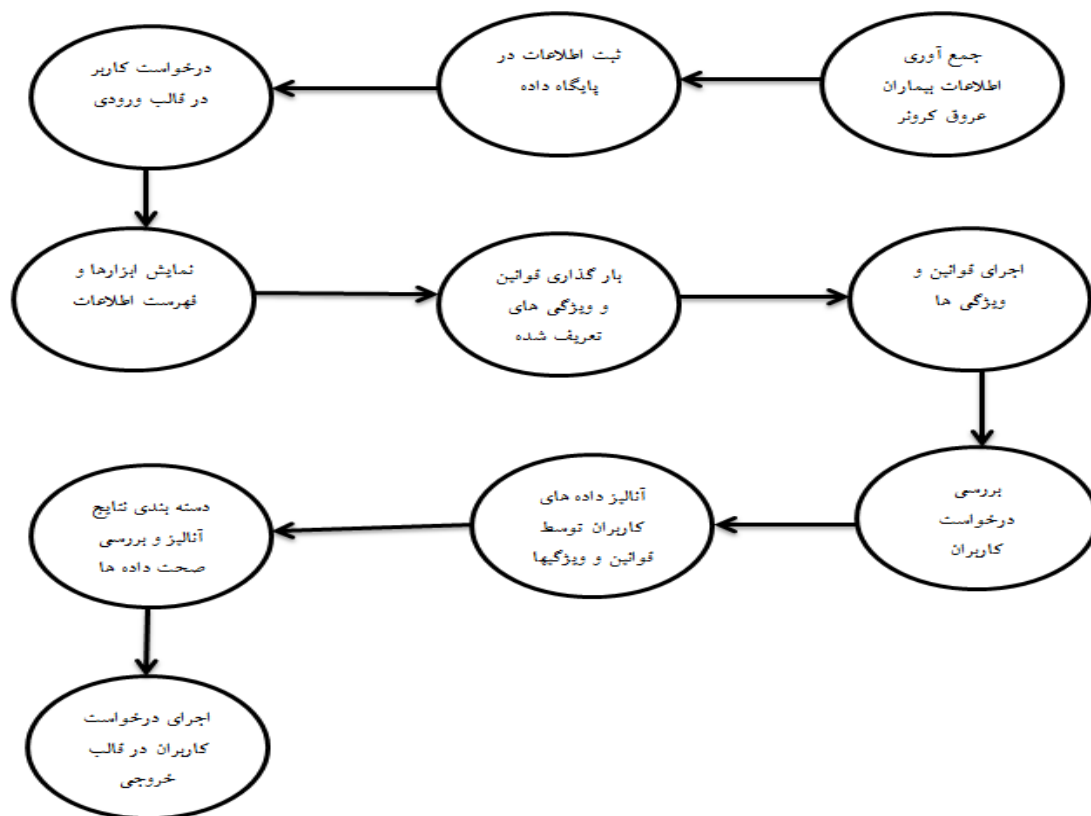 جمع آوری
اطلاعات بیماران
عروق کرونر
ثبت اطلاعات در
پایگاه داده
درخواست کاربر
در قالب ورودی
نمایش ابزارها و
فهرست اطلاعات
بار گذاری قوانین
و ویژگی های
تعریف شده
اجرای قوانین و
ویژگی ها
بررسی
درخواست
کاربران
آنالیز داده های
کاربران توسط
قوانین و ویژگیها
دسته بندی نتایج
آنالیز و بررسی
صحت داده ها
اجرای درخواست
کاربران در قالب
خروجی